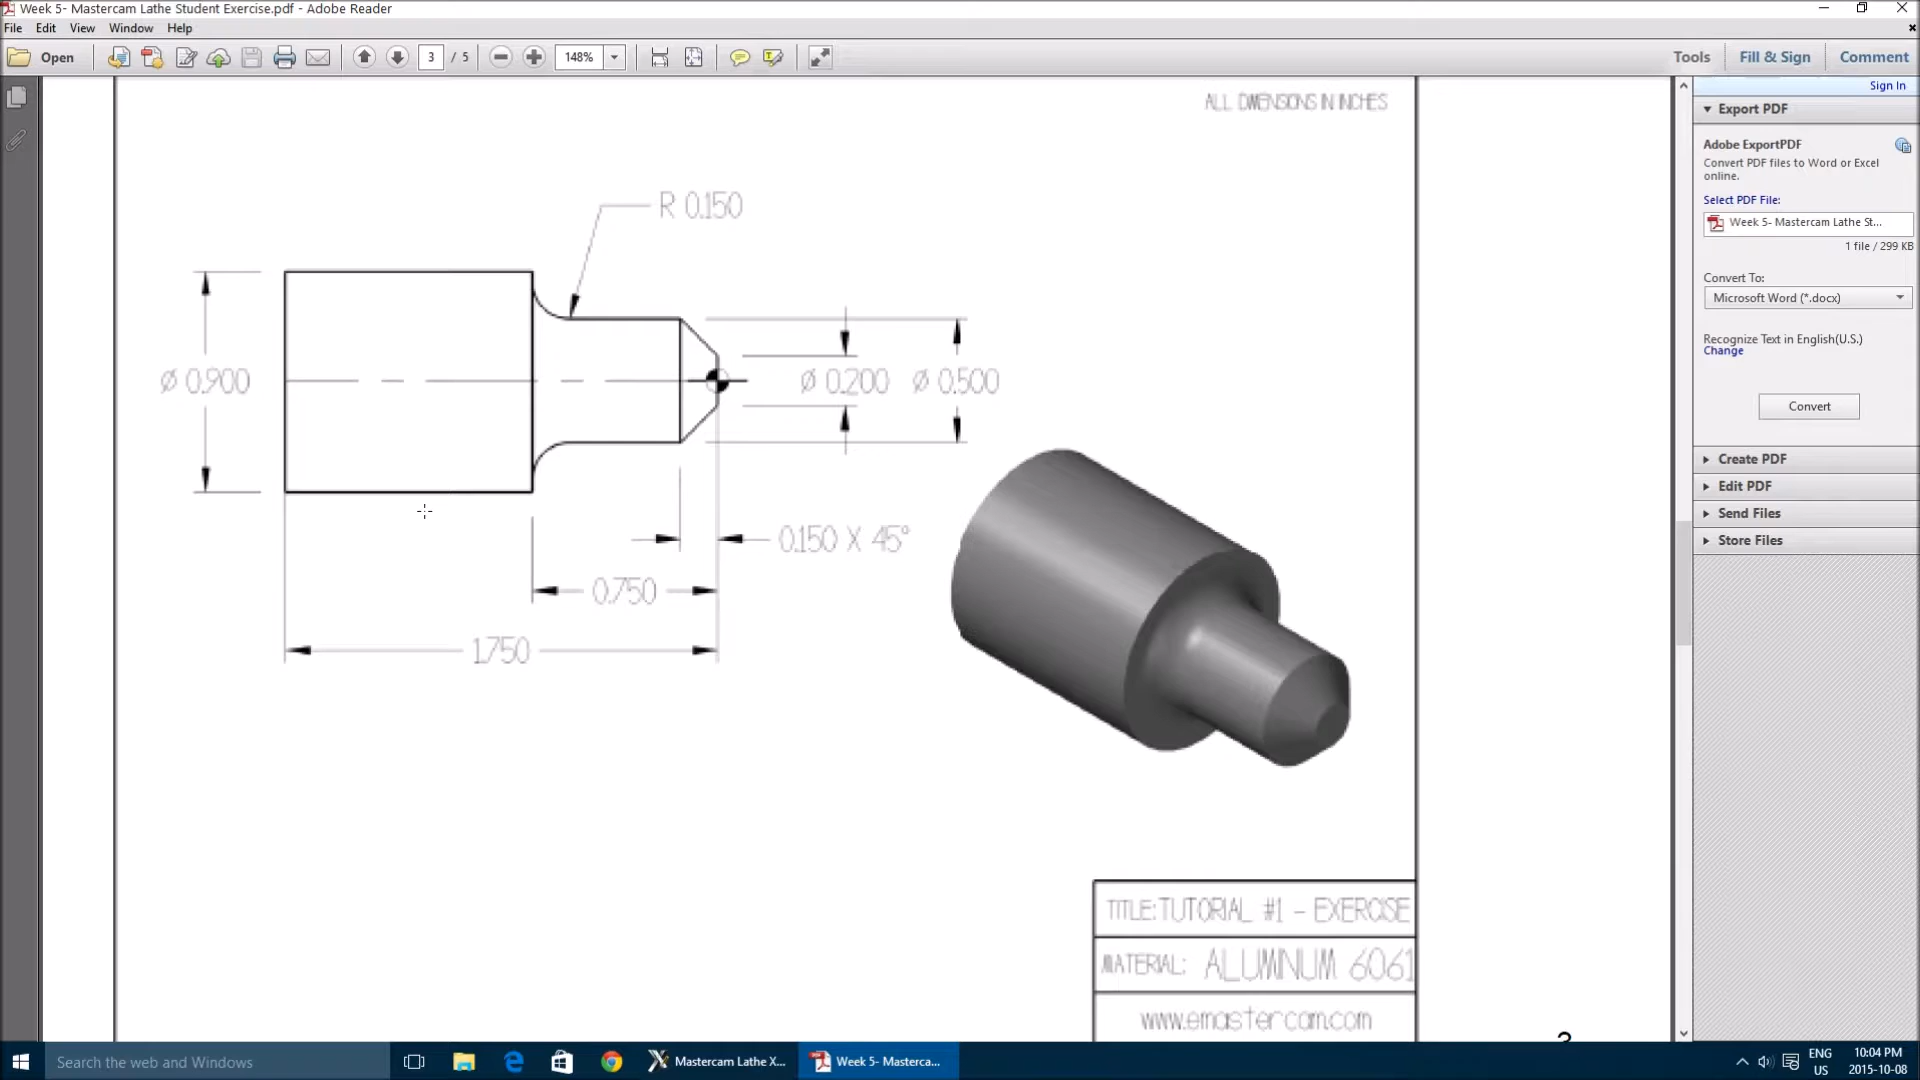 Week 5- Mastercam Lathe Student Exercise.pdf - Adobe Reader
File Edit View Window Help
Open 3 / 5 148% Tools Fill & Sign Comment
Sign In
ALL DIMENSIONS IN INCHES
R 0.150
Ø 0.900
Ø 0.200
Ø 0.500
0.150 X 45°
0.750
1.750
TITLE:TUTORIAL #1 - EXERCISE
MATERIAL: ALUMINUM 6061
www.emastercam.com
Export PDF
Adobe ExportPDF
Convert PDF files to Word or Excel
online.
Select PDF File:
Week 5- Mastercam Lathe St...
1 file / 299 KB
Convert To:
Microsoft Word (*.docx)
Recognize Text in English(U.S.)
Change
Convert
Create PDF
Edit PDF
Send Files
Store Files
Search the web and Windows
Mastercam Lathe X...
Week 5- Masterca...
ENG
US
10:04 PM
2015-10-08